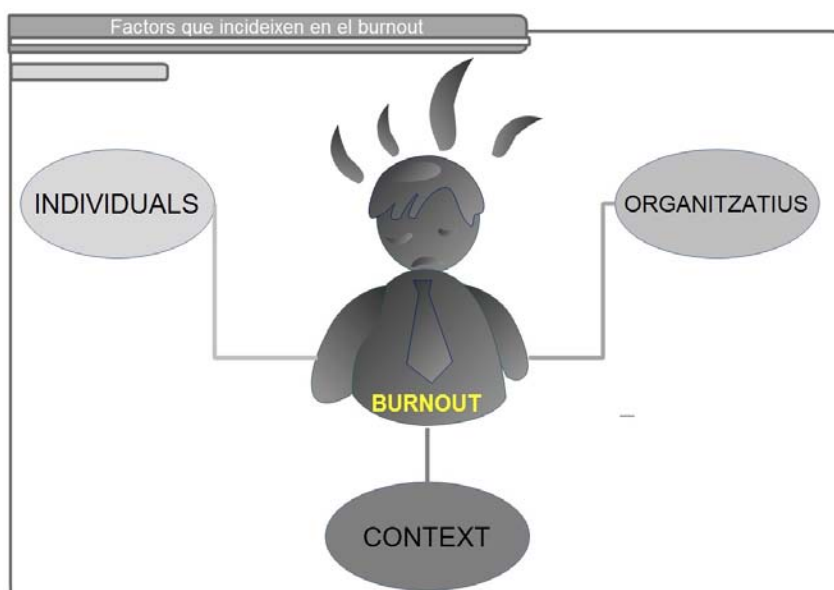 Factors que incideixen en el burnout
INDIVIDUALS
ORGANITZATIUS
BURNOUT
CONTEXT